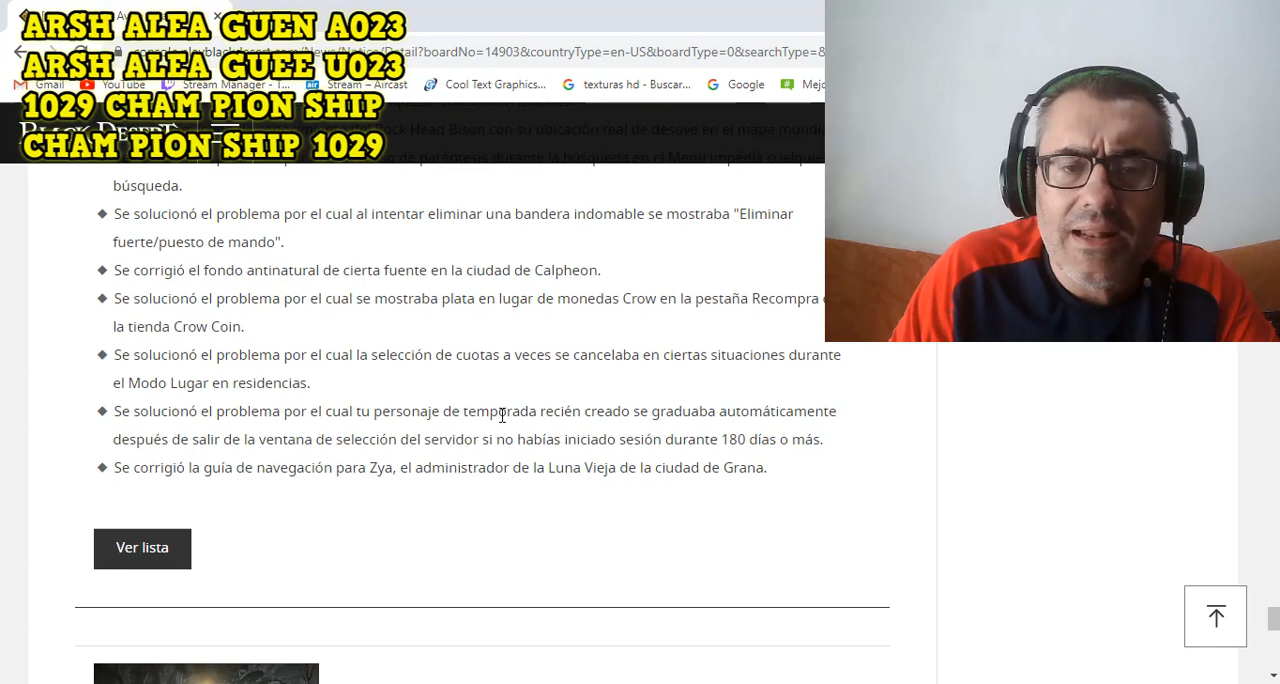 ARSH ALEA GUEN A023
ARSH ALEA GUEE U023
1029 CHAM PION SHIP
CHAM PION SHIP 1029
Gmail YouTube Stream Manager - T... Stream – Aircast Cool Text Graphics... texturas hd - Buscar... Google Mejo
búsqueda.
◆ Se solucionó el problema por el cual al intentar eliminar una bandera indomable se mostraba "Eliminar
fuerte/puesto de mando".
◆ Se corrigió el fondo antinatural de cierta fuente en la ciudad de Calpheon.
◆ Se solucionó el problema por el cual se mostraba plata en lugar de monedas Crow en la pestaña Recompra
la tienda Crow Coin.
◆ Se solucionó el problema por el cual la selección de cuotas a veces se cancelaba en ciertas situaciones durante
el Modo Lugar en residencias.
◆ Se solucionó el problema por el cual tu personaje de temporada recién creado se graduaba automáticamente
después de salir de la ventana de selección del servidor si no habías iniciado sesión durante 180 días o más.
◆ Se corrigió la guía de navegación para Zya, el administrador de la Luna Vieja de la ciudad de Grana.
Ver lista